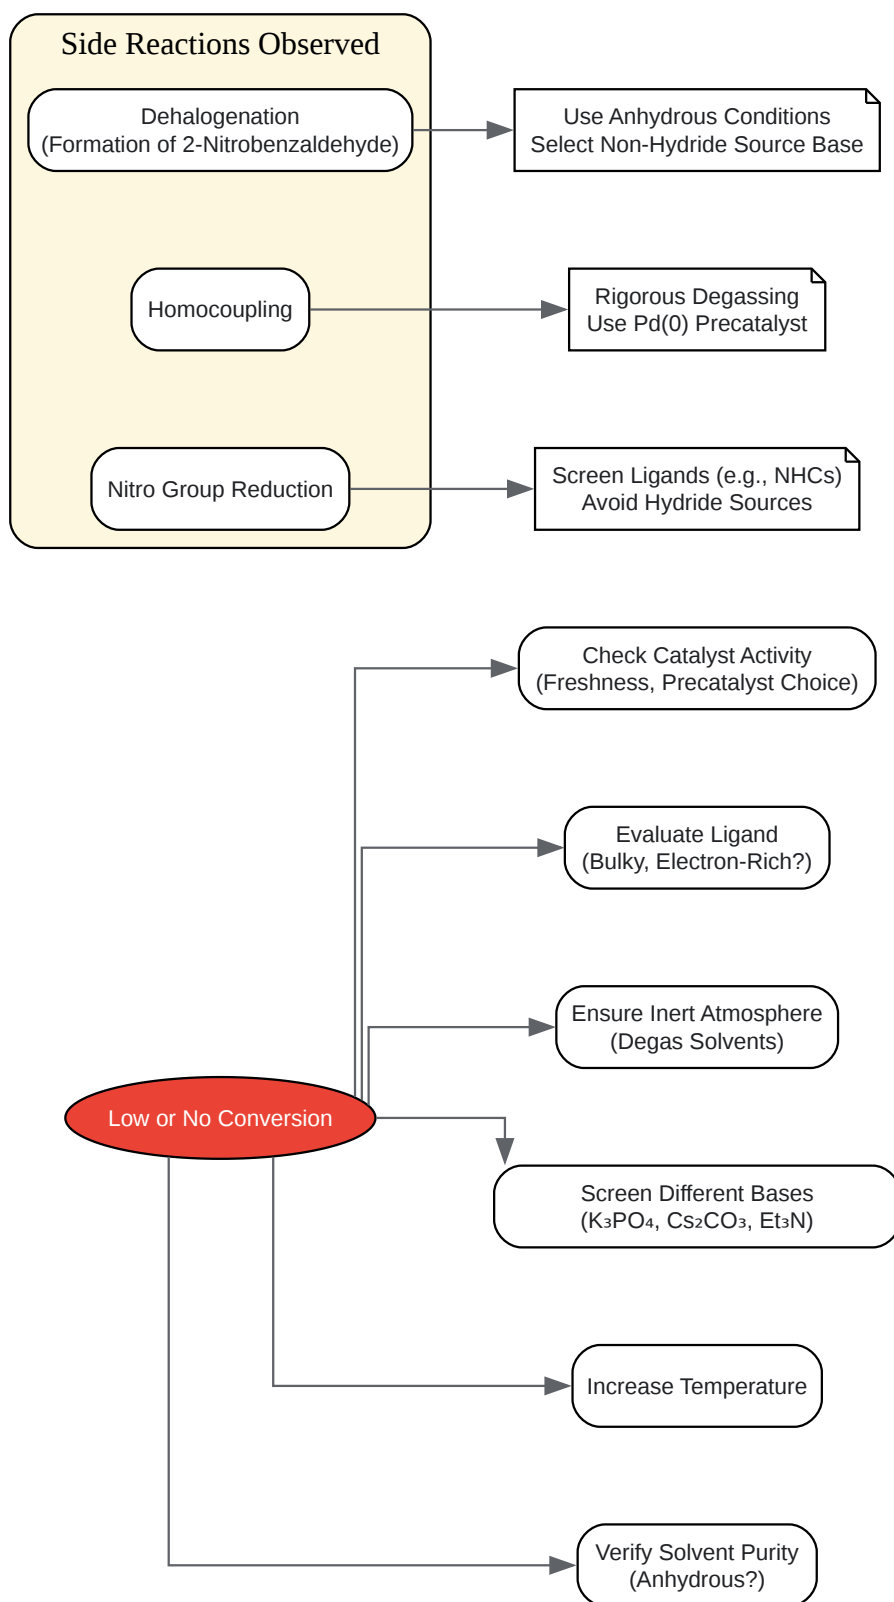 Side Reactions Observed
Dehalogenation
(Formation of 2-Nitrobenzaldehyde)
Use Anhydrous Conditions
Select Non-Hydride Source Base
Homocoupling
Rigorous Degassing
Use Pd(0) Precatalyst
Nitro Group Reduction
Screen Ligands (e.g., NHCs)
Avoid Hydride Sources
Check Catalyst Activity
(Freshness, Precatalyst Choice)
Evaluate Ligand
(Bulky, Electron-Rich?)
Ensure Inert Atmosphere
(Degas Solvents)
Low or No Conversion
Screen Different Bases
(K₃PO₄, Cs₂CO₃, Et₃N)
Increase Temperature
Verify Solvent Purity
(Anhydrous?)